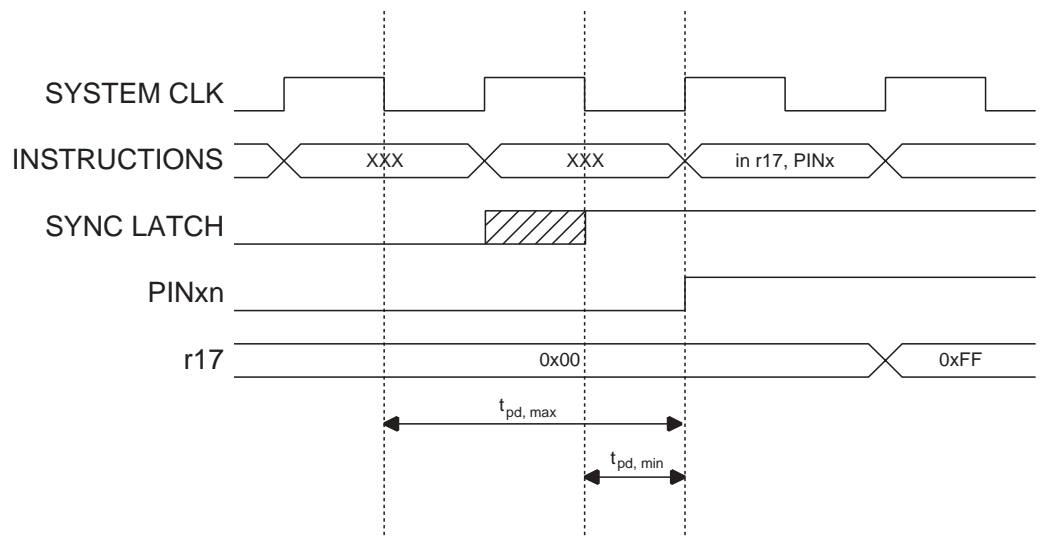 SYSTEM CLK
INSTRUCTIONS XXX XXX in r17, PINx
SYNC LATCH
PINxn
r17 0x00 0xFF
tpd, max
tpd, min